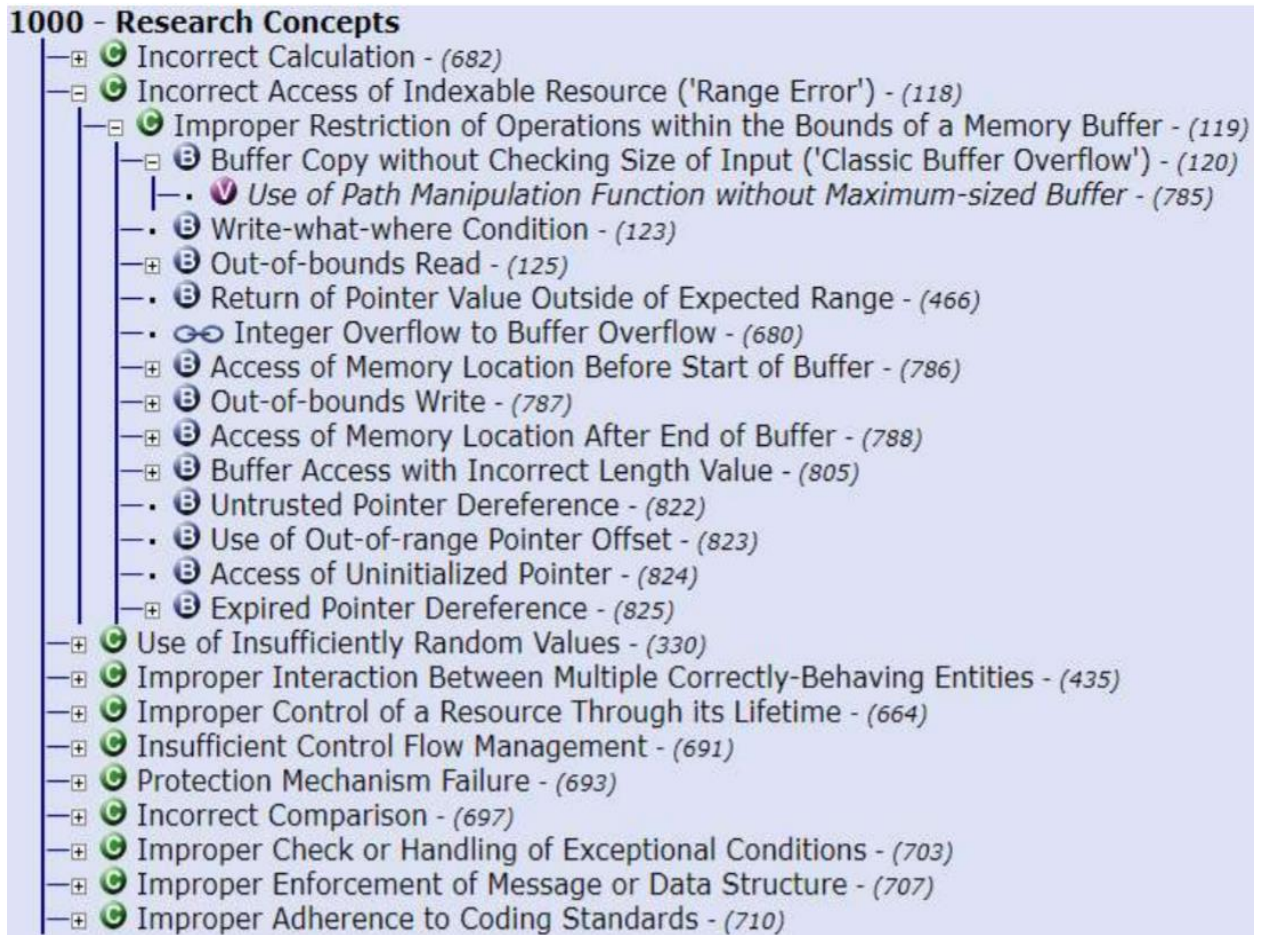 1000 - Research Concepts
C Incorrect Calculation - (682)
C Incorrect Access of Indexable Resource ('Range Error') - (118)
C Improper Restriction of Operations within the Bounds of a Memory Buffer - (119)
B Buffer Copy without Checking Size of Input ('Classic Buffer Overflow') - (120)
V Use of Path Manipulation Function without Maximum-sized Buffer - (785)
B Write-what-where Condition - (123)
B Out-of-bounds Read - (125)
B Return of Pointer Value Outside of Expected Range - (466)
Integer Overflow to Buffer Overflow - (680)
B Access of Memory Location Before Start of Buffer - (786)
B Out-of-bounds Write - (787)
B Access of Memory Location After End of Buffer - (788)
B Buffer Access with Incorrect Length Value - (805)
B Untrusted Pointer Dereference - (822)
B Use of Out-of-range Pointer Offset - (823)
B Access of Uninitialized Pointer - (824)
B Expired Pointer Dereference - (825)
C Use of Insufficiently Random Values - (330)
C Improper Interaction Between Multiple Correctly-Behaving Entities - (435)
C Improper Control of a Resource Through its Lifetime - (664)
C Insufficient Control Flow Management - (691)
C Protection Mechanism Failure - (693)
C Incorrect Comparison - (697)
C Improper Check or Handling of Exceptional Conditions - (703)
C Improper Enforcement of Message or Data Structure - (707)
C Improper Adherence to Coding Standards - (710)